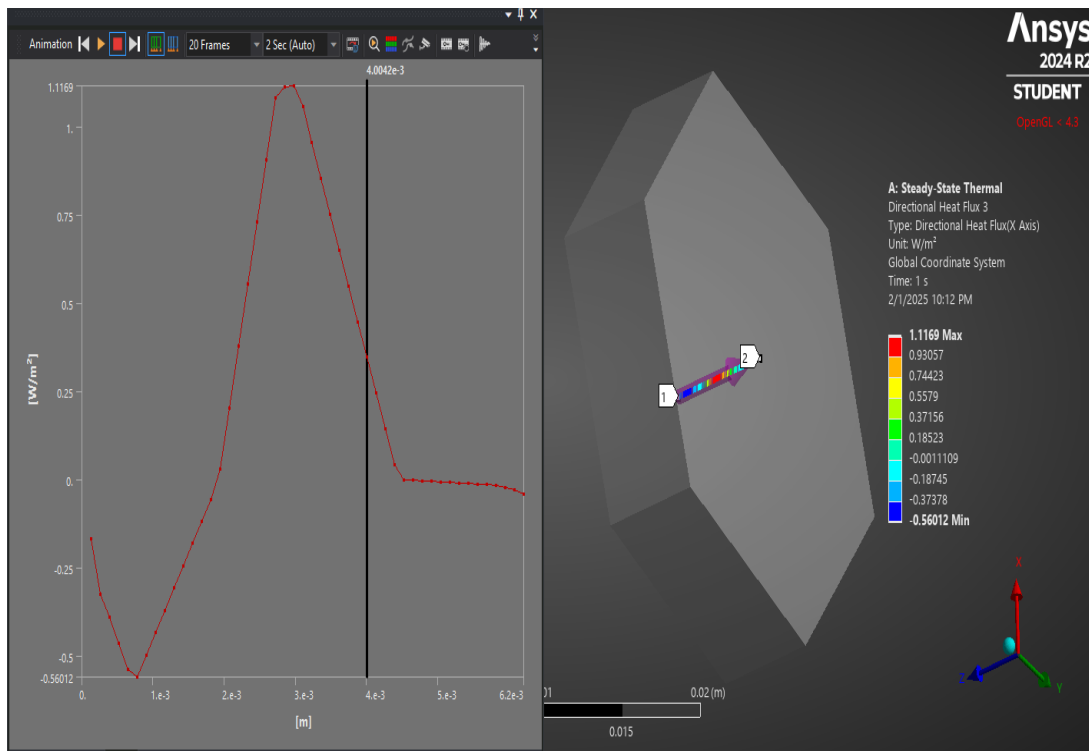 Animation
20 Frames
2 Sec (Auto)
4.0042e-3
1.1169
1.
0.75
0.5
0.25
0.
-0.25
-0.5
-0.56012
[W/m²]
0.
1.e-3
2.e-3
3.e-3
4.e-3
5.e-3
6.2e-3
[m]
Ansys
2024 R2
STUDENT
OpenGL < 4.3
A: Steady-State Thermal
Directional Heat Flux 3
Type: Directional Heat Flux(X Axis)
Unit: W/m²
Global Coordinate System
Time: 1 s
2/1/2025 10:12 PM
1.1169 Max
0.93057
0.74423
0.5579
0.37156
0.18523
-0.0011109
-0.18745
-0.37378
-0.56012 Min
1
2
X
Z
Y
01
0.02 (m)
0.015